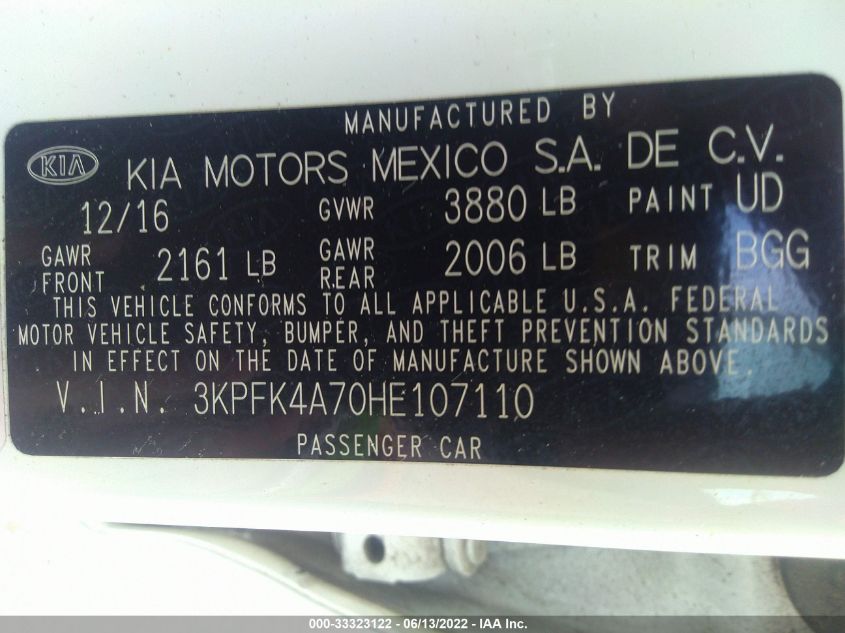 MANUFACTURED BY
KIA KIA MOTORS MEXICO S.A. DE C.V.
12/16 GVWR 3880 LB PAINT UD
GAWR FRONT 2161 LB GAWR REAR 2006 LB TRIM BGG
THIS VEHICLE CONFORMS TO ALL APPLICABLE U.S.A. FEDERAL
MOTOR VEHICLE SAFETY, BUMPER, AND THEFT PREVENTION STANDARDS
IN EFFECT ON THE DATE OF MANUFACTURE SHOWN ABOVE.
V.I.N. 3KPFK4A70HE107110
PASSENGER CAR
000-33323122 - 06/13/2022 - IAA Inc.